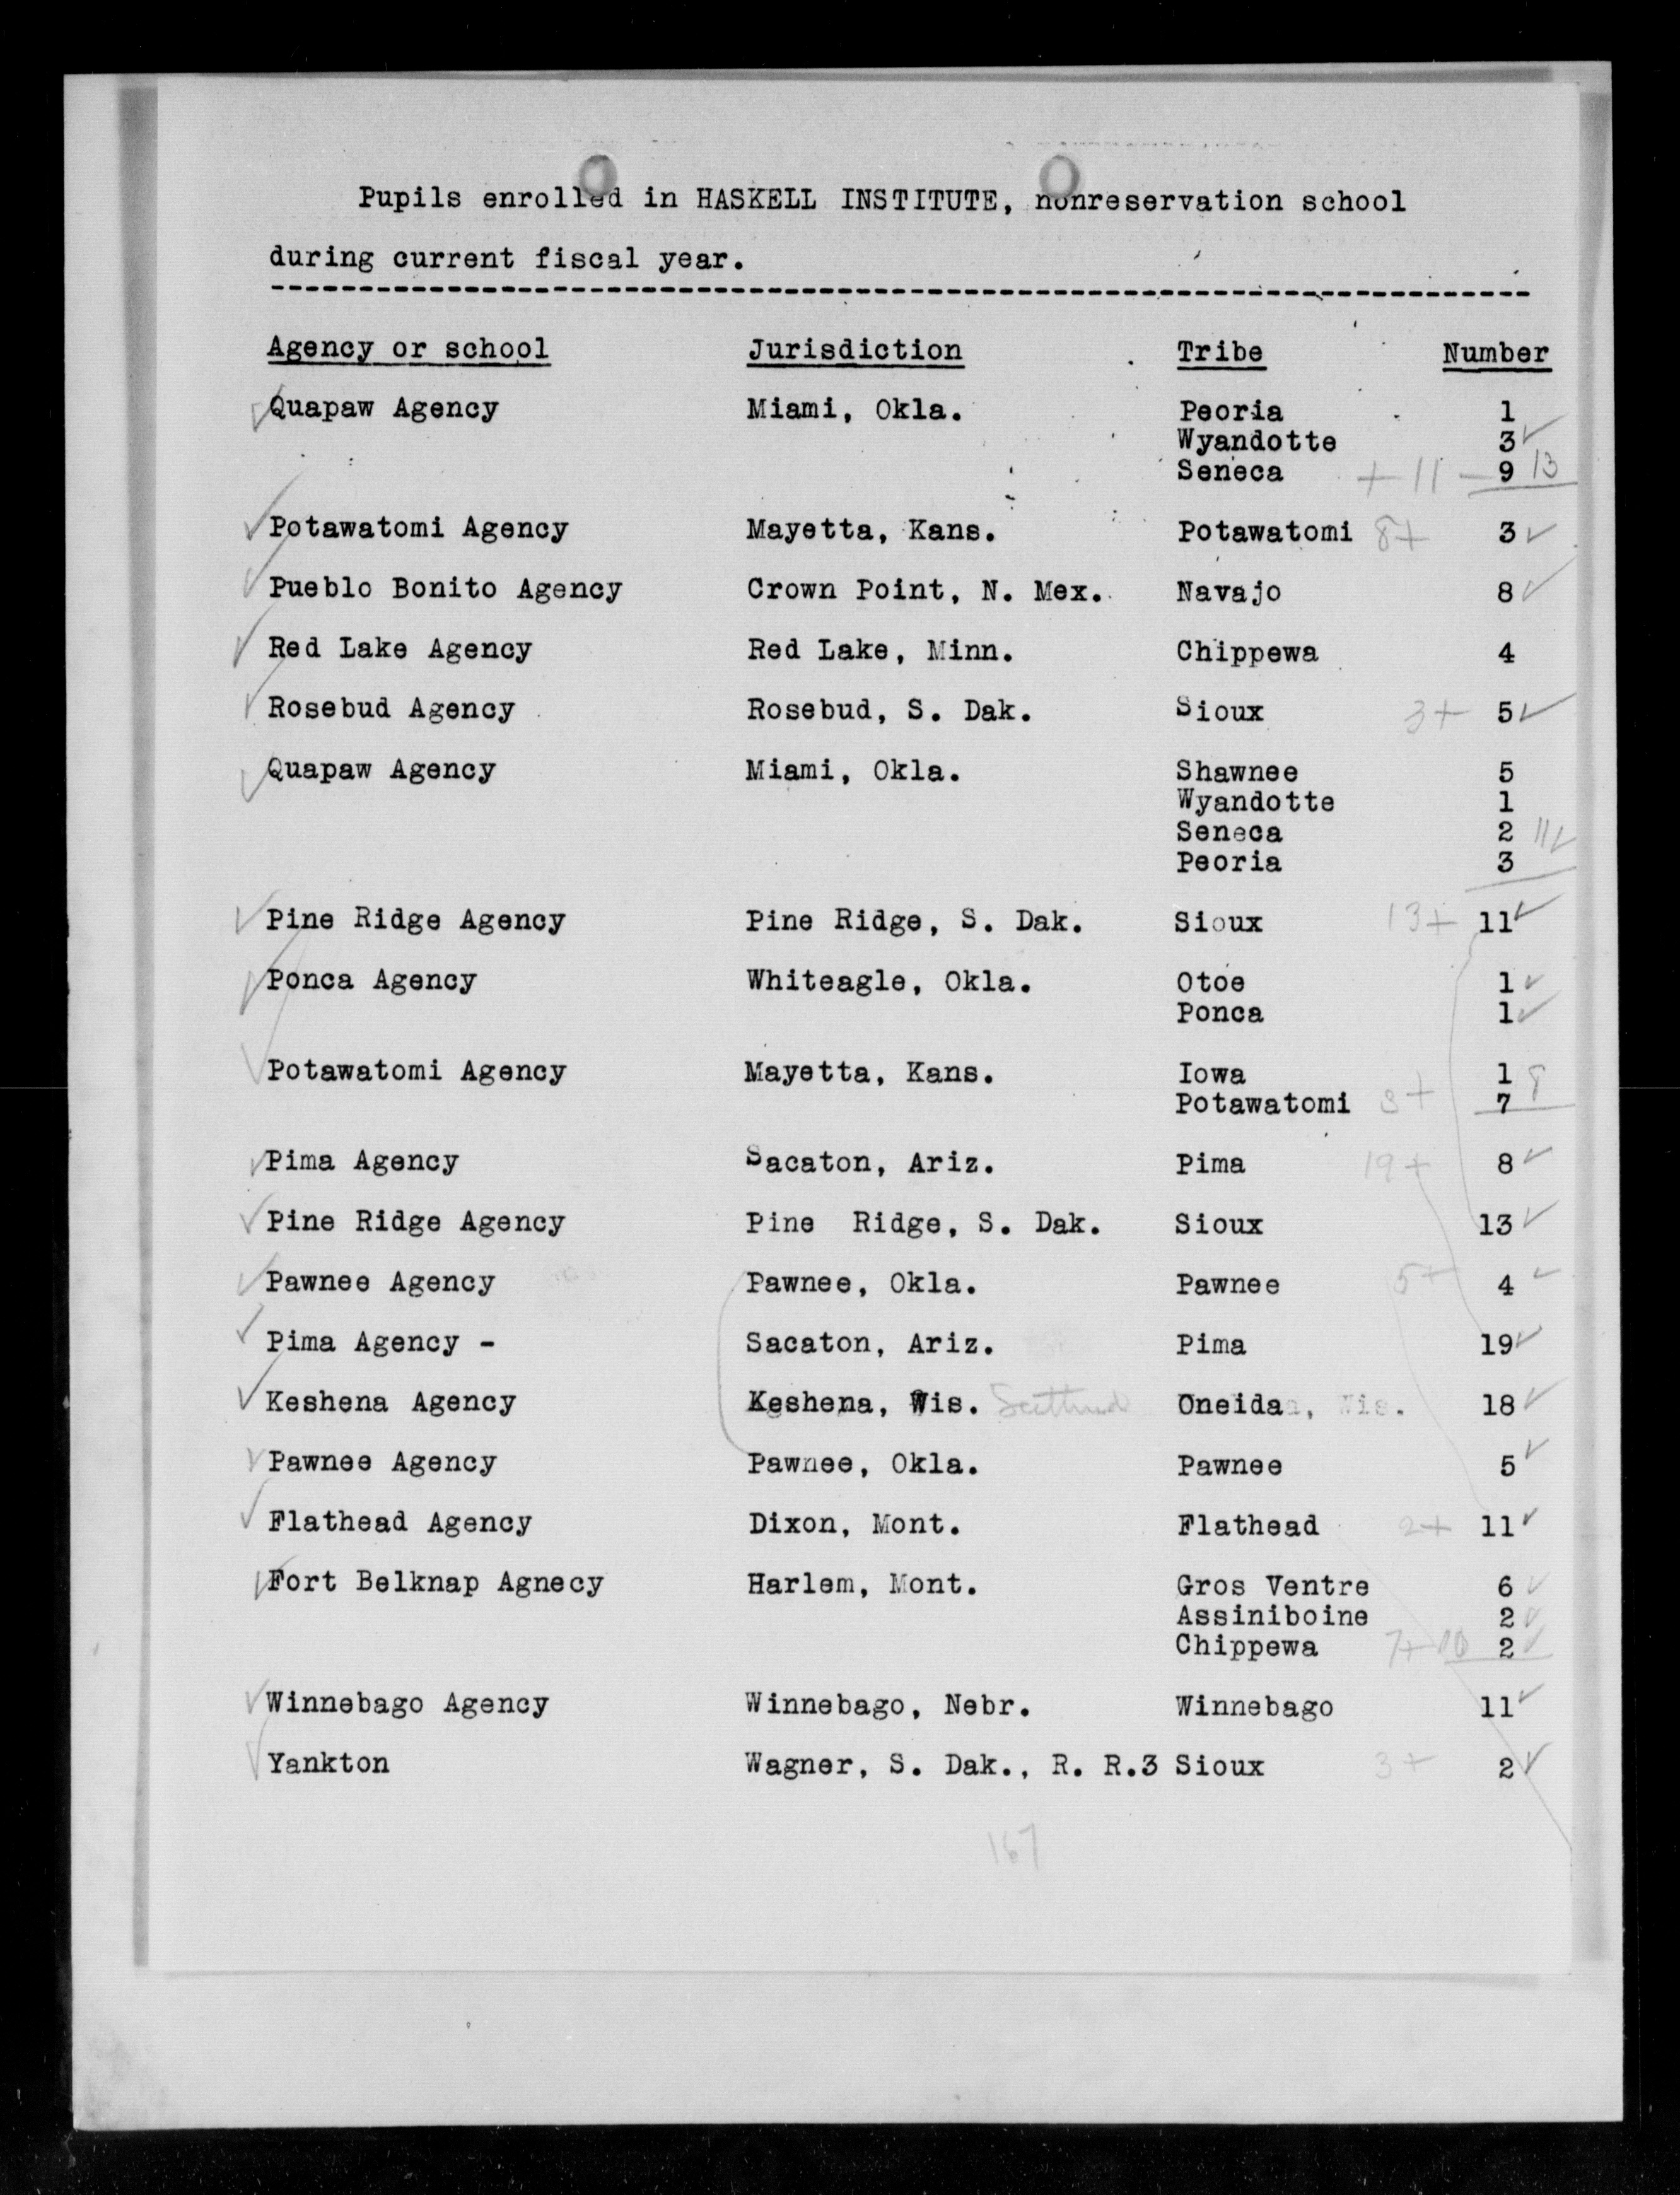 Pupils enrolled in HASKELL INSTITUTE, nonreservation school
during current fiscal year.
Agency or school Jurisdiction Tribe Number
Quapaw Agency Miami, Okla. Peoria 1
Wyandotte 3
Seneca + 11 — 9 13
Potawatomi Agency Mayetta, Kans. Potawatomi 8+ 3
Pueblo Bonito Agency Crown Point, N. Mex. Navajo 8
Red Lake Agency Red Lake, Minn. Chippewa 4
Rosebud Agency Rosebud, S. Dak. Sioux 3+ 5
Quapaw Agency Miami, Okla. Shawnee 5
Wyandotte 1
Seneca 2 11
Peoria 3
Pine Ridge Agency Pine Ridge, S. Dak. Sioux 13+ 11
Ponca Agency Whiteagle, Okla. Otoe 1
Ponca 1
Potawatomi Agency Mayetta, Kans. Iowa 1 8
Potawatomi 3+ 7
Pima Agency Sacaton, Ariz. Pima 19+ 8
Pine Ridge Agency Pine Ridge, S. Dak. Sioux 13
Pawnee Agency Pawnee, Okla. Pawnee 5+ 4
Pima Agency - Sacaton, Ariz. Pima 19
Keshena Agency Keshena, Wis. Oneida, Wis. 18
Pawnee Agency Pawnee, Okla. Pawnee 5
Flathead Agency Dixon, Mont. Flathead 2+ 11
Fort Belknap Agnecy Harlem, Mont. Gros Ventre 6
Assiniboine 2
Chippewa 7+ 10 2
Winnebago Agency Winnebago, Nebr. Winnebago 11
Yankton Wagner, S. Dak., R. R.3 Sioux 3+ 2
167